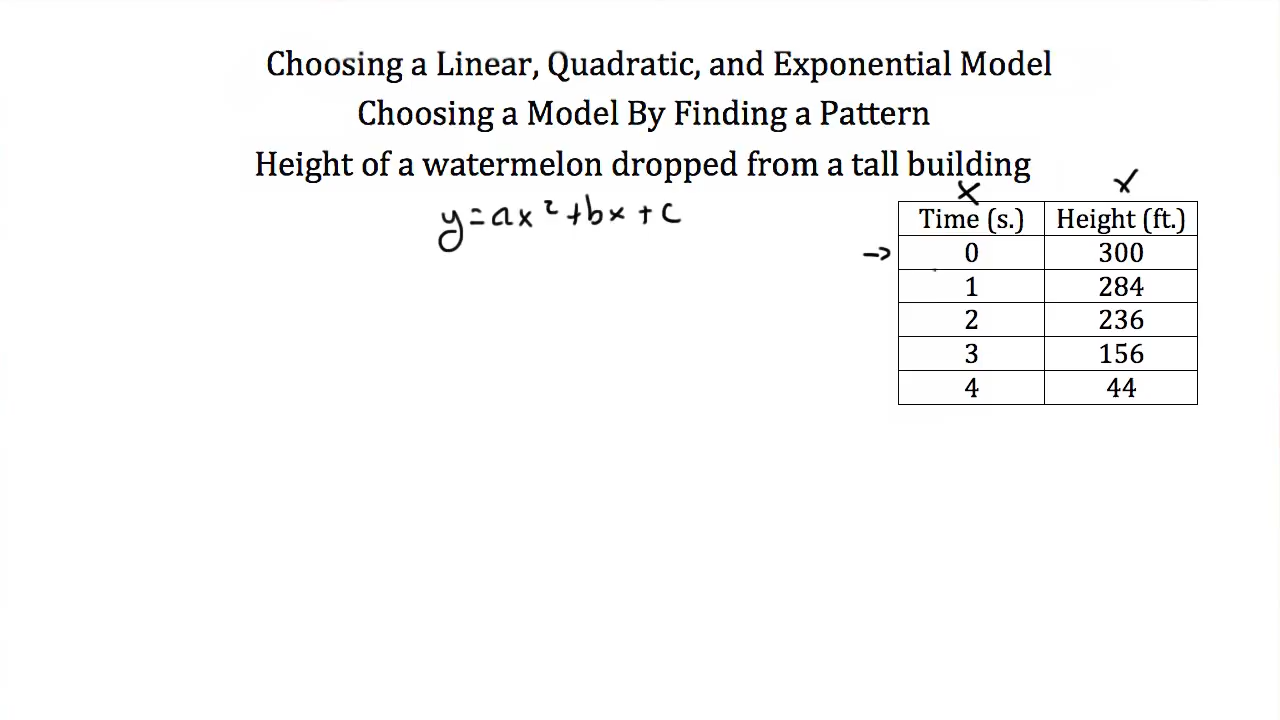 Choosing a Linear, Quadratic, and Exponential Model
Choosing a Model By Finding a Pattern
Height of a watermelon dropped from a tall building
y=ax²+bx+c
x
Time (s.) Height (ft.)
→ 0 300
1 284
2 236
3 156
4 44